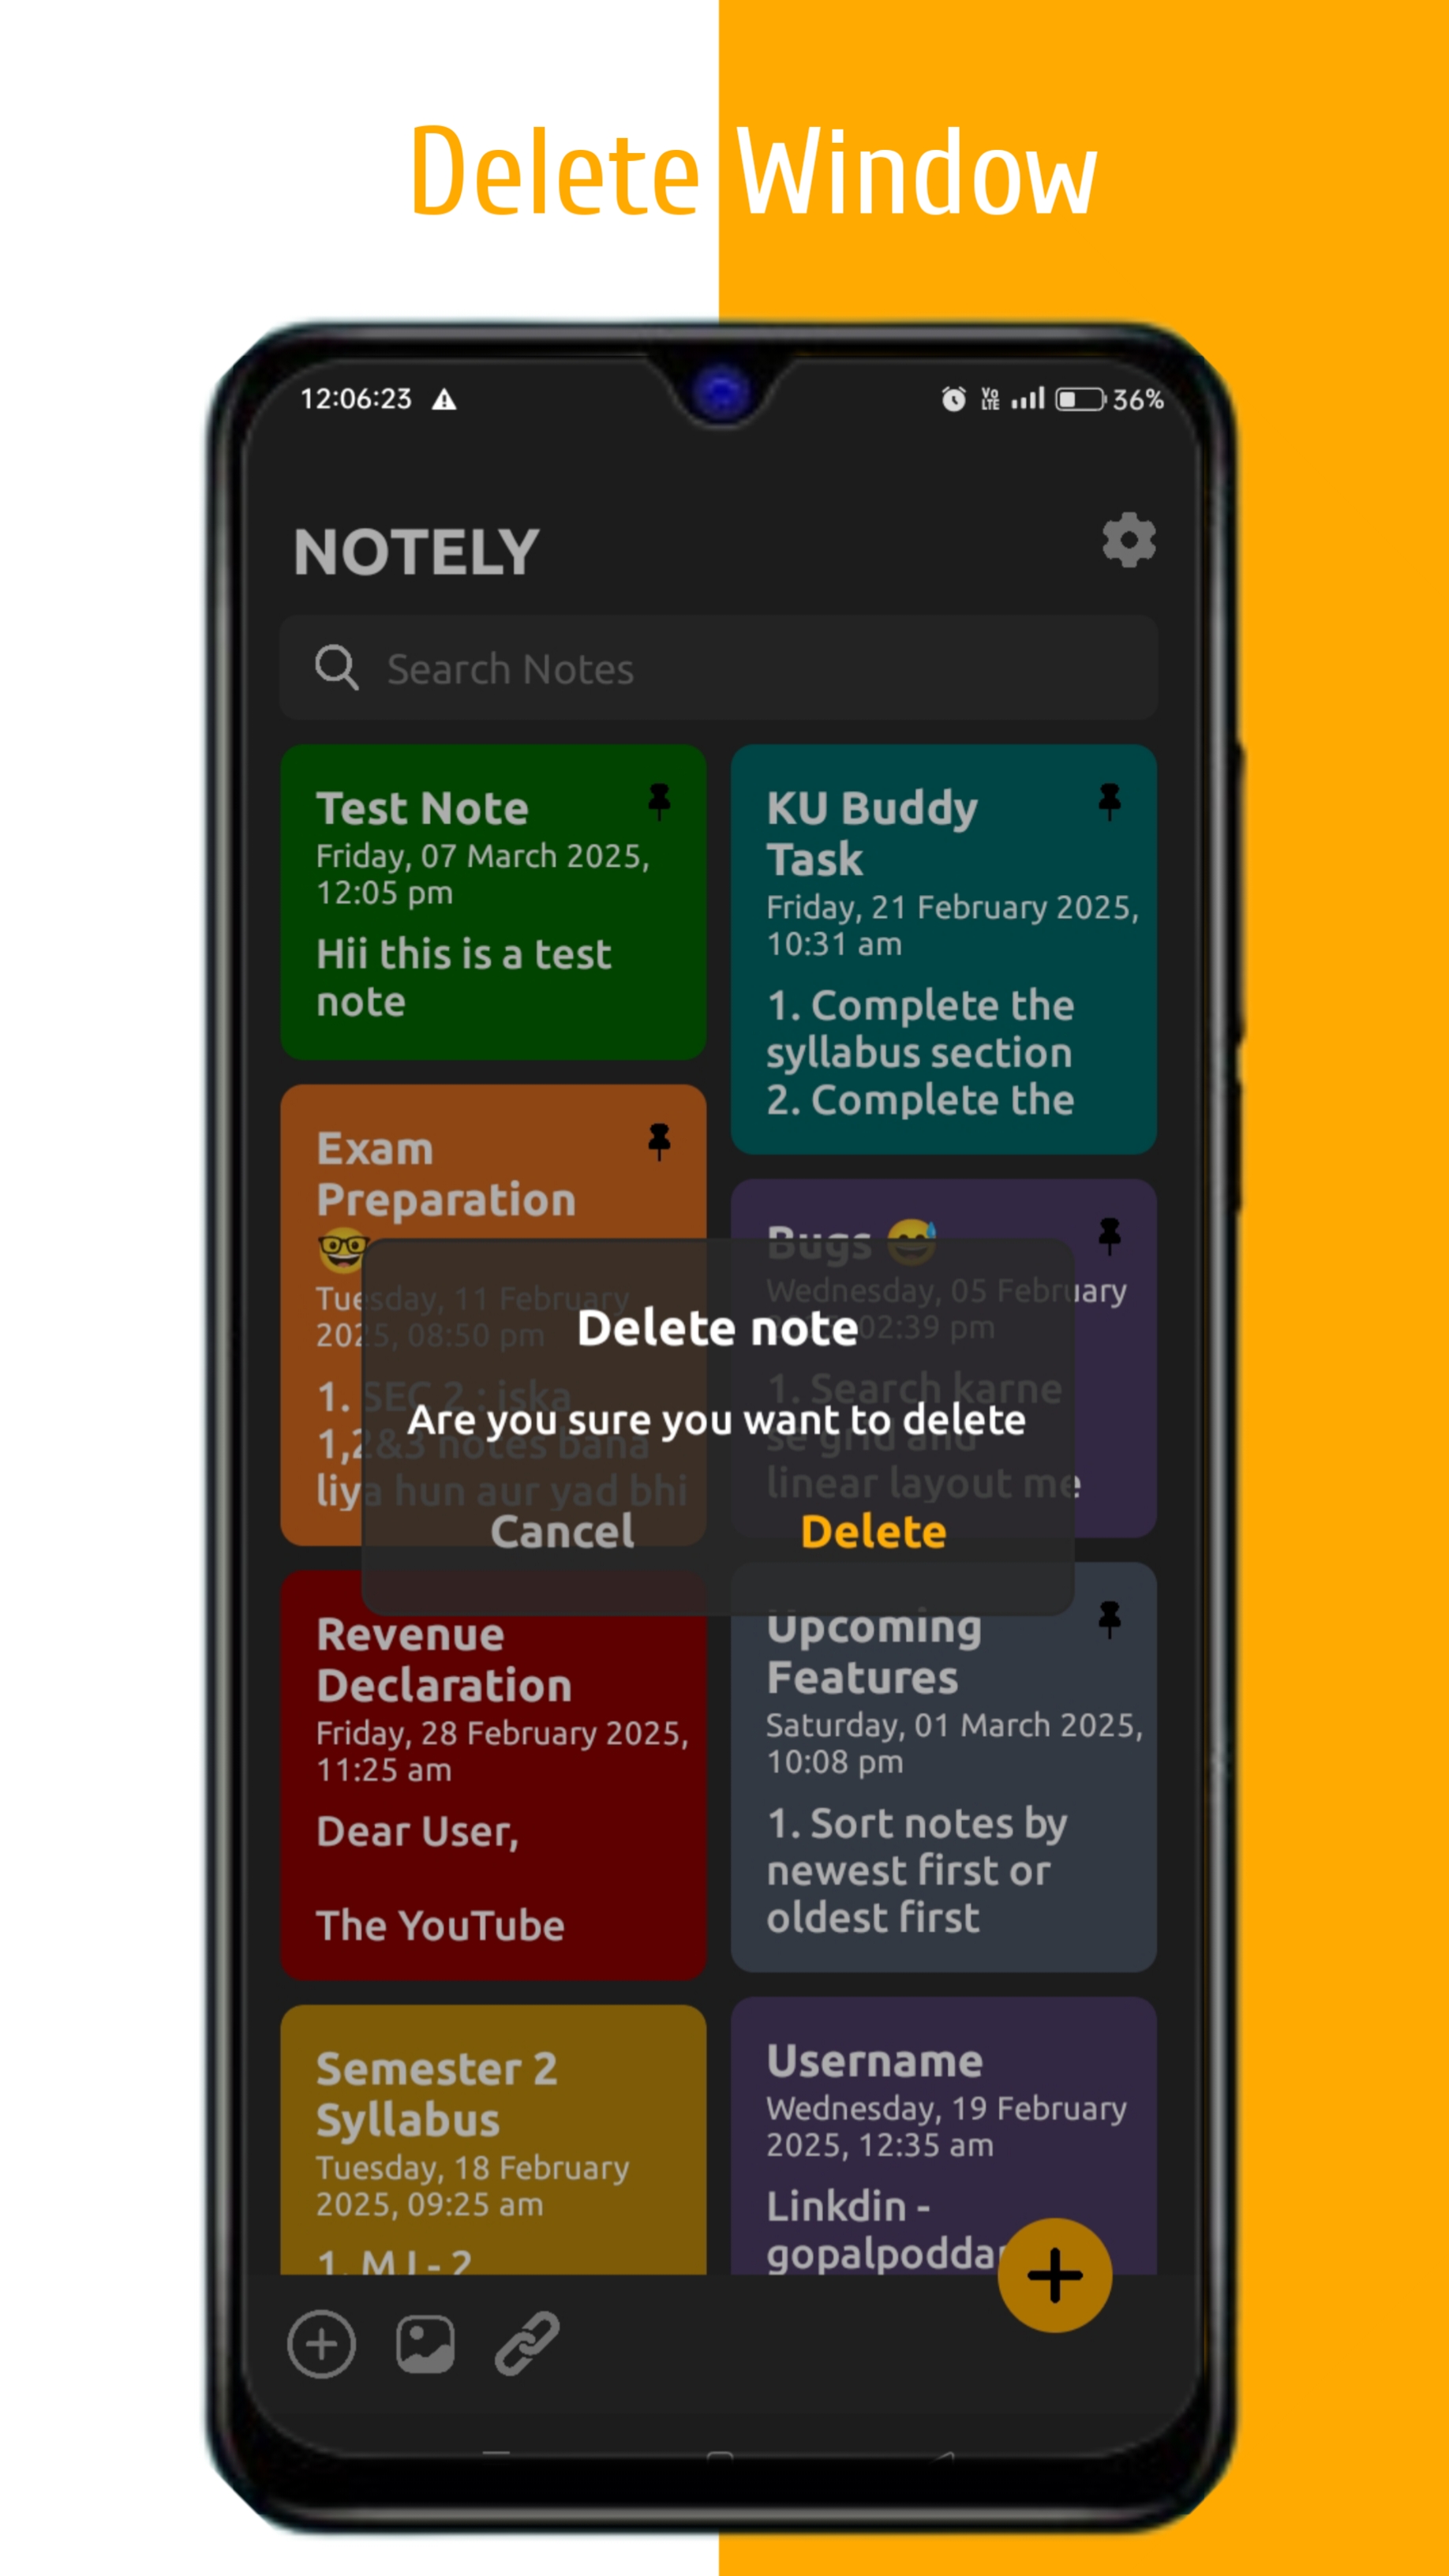 Delete Window
12:06:23
Vo
LTE
36%
NOTELY
Search Notes
Test Note
Friday, 07 March 2025,
12:05 pm
Hii this is a test
note
KU Buddy
Task
Friday, 21 February 2025,
10:31 am
1. Complete the
syllabus section
2. Complete the
Exam
Preparation
🤓
Tuesday, 11 February
2025, 08:50 pm
1. SEC 2 : iska
1,2&3 notes bana
liya hun aur yad bhi
Bugs 😅
Wednesday, 05 February
02:39 pm
1. Search karne
se grid and
linear layout me
Delete note
Are you sure you want to delete
Cancel
Delete
Revenue
Declaration
Friday, 28 February 2025,
11:25 am
Dear User,
The YouTube
Upcoming
Features
Saturday, 01 March 2025,
10:08 pm
1. Sort notes by
newest first or
oldest first
Semester 2
Syllabus
Tuesday, 18 February
2025, 09:25 am
1. MJ - 2
Username
Wednesday, 19 February
2025, 12:35 am
Linkdin -
gopalpoddar